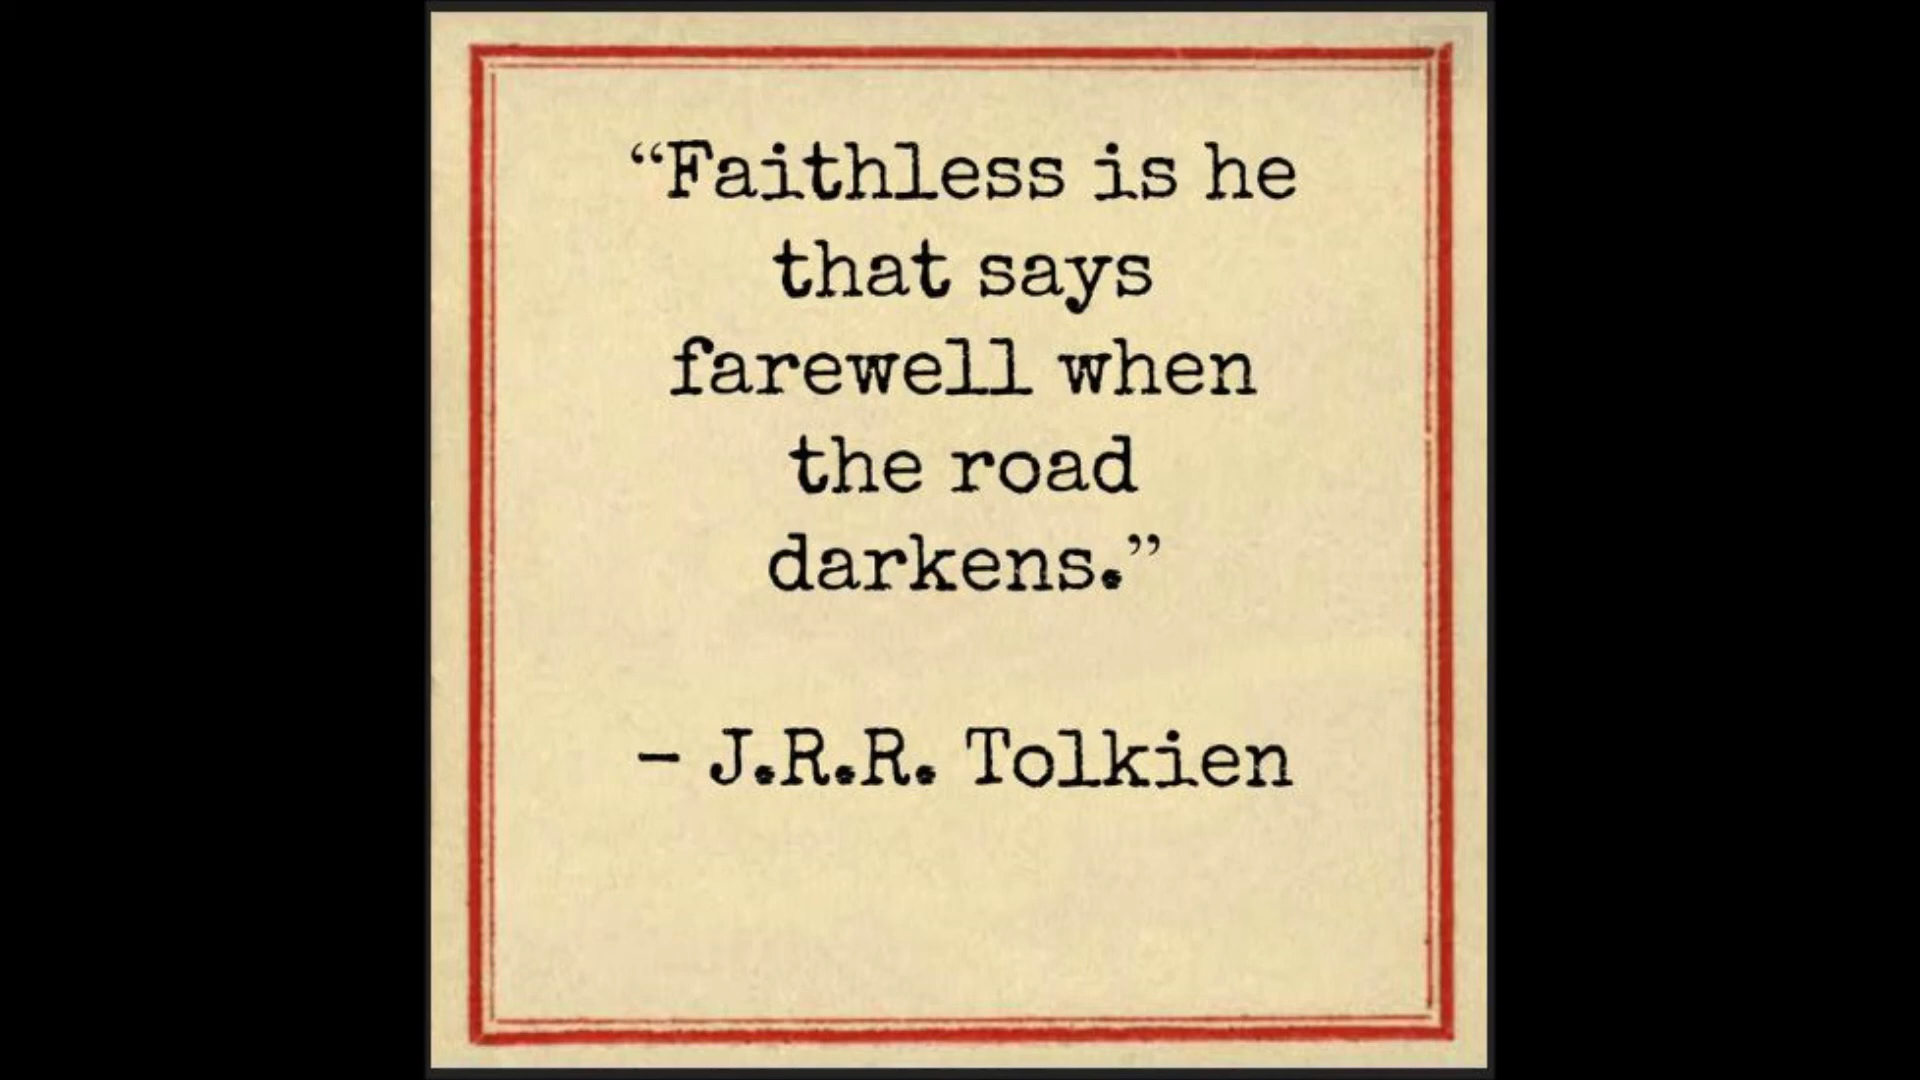 “Faithless is he
that says
farewell when
the road
darkens.”
– J.R.R. Tolkien